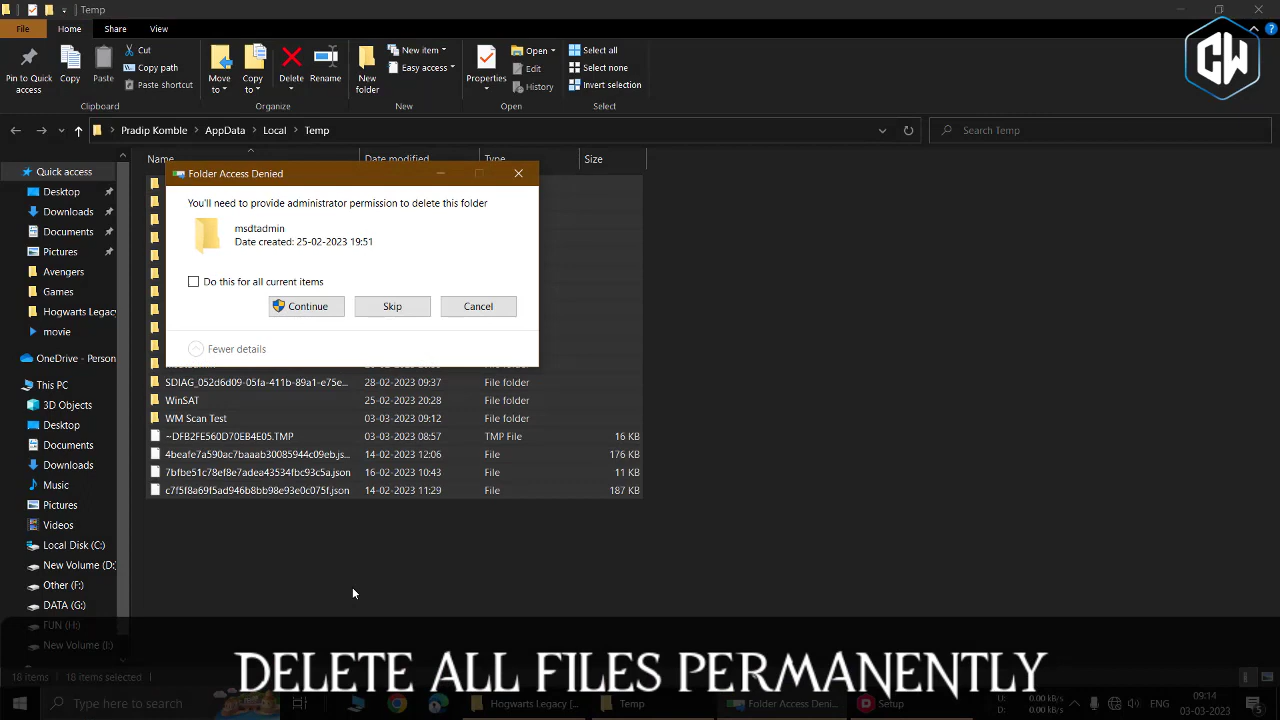 Temp
File
Home
Share
View
CW
Pin to Quick access
Copy
Paste
Cut
Copy path
Paste shortcut
Clipboard
Move to
Copy to
Delete
Rename
Organize
New folder
New item
Easy access
New
Properties
Open
Edit
History
Open
Select all
Select none
Invert selection
Select
Pradip Komble
AppData
Local
Temp
Search Temp
Quick access
Desktop
Downloads
Documents
Pictures
Avengers
Games
Hogwarts Legacy
movie
OneDrive - Person
This PC
3D Objects
Desktop
Documents
Downloads
Music
Pictures
Videos
Local Disk (C:)
New Volume (D:)
Other (F:)
DATA (G:)
FUN (H:)
New Volume (I:)
Name
Date modified
Type
Size
Folder Access Denied
You'll need to provide administrator permission to delete this folder
msdtadmin
Date created: 25-02-2023 19:51
Do this for all current items
Continue
Skip
Cancel
Fewer details
SDIAG_052d6d09-05fa-411b-89a1-e75e... 28-02-2023 09:37 File folder
WinSAT 25-02-2023 20:28 File folder
WM Scan Test 03-03-2023 09:12 File folder
~DFB2FE560D70EB4E05.TMP 03-03-2023 08:57 TMP File 16 KB
4beafe7a590ac7baaab30085944c09eb.js... 14-02-2023 12:06 File 176 KB
7bfbe51c78ef8e7adea43534fbc93c5a.json 16-02-2023 10:43 File 11 KB
c7f5f8a69f5ad946b8bb98e93e0c075f.json 14-02-2023 11:29 File 187 KB
18 items
18 items selected
DELETE ALL FILES PERMANENTLY
Type here to search
Hogwarts Legacy [...
Temp
Folder Access Deni...
Setup
U: 0.00 kB/s
D: 0.00 kB/s
ENG
09:14
03-03-2023
5